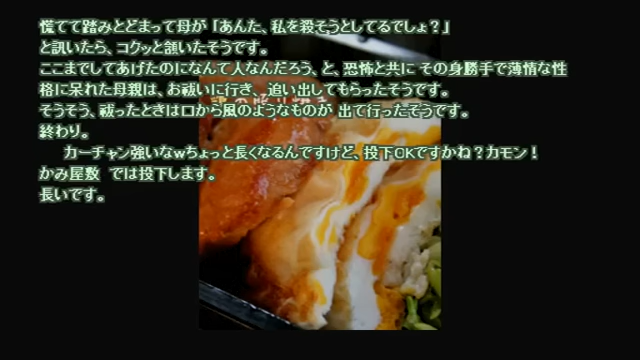 慌てて踏みとどまって母が「あんた、私を殺そうとしてるでしょ？」
と訊いたら、コクッと頷いたそうです。
ここまでしてあげたのになんて人なんだろう、と、恐怖と共に その身勝手で薄情な性
格に呆れた母親は、お祓いに行き、追い出してもらったそうです。
そうそう、祓ったときは口から風のようなものが 出て行ったそうです。
終わり。
カーチャン強いなwちょっと長くなるんですけど、投下OKですかね？カモン！
かみ屋敷 では投下します。
長いです。